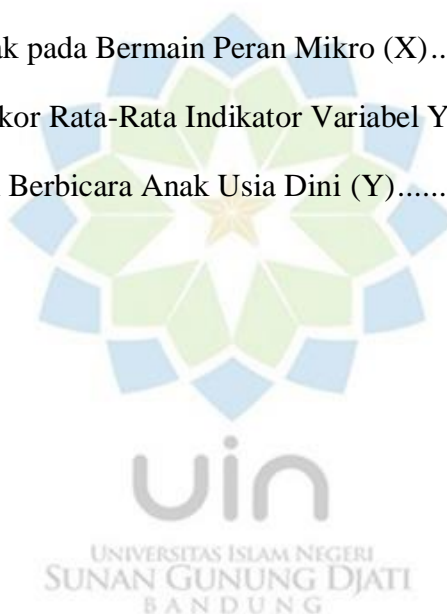 ak pada Bermain Peran Mikro (X)...
kor Rata-Rata Indikator Variabel Y
Berbicara Anak Usia Dini (Y)......
uin
UNIVERSITAS ISLAM NEGERI
SUNAN GUNUNG DJATI
BANDUNG